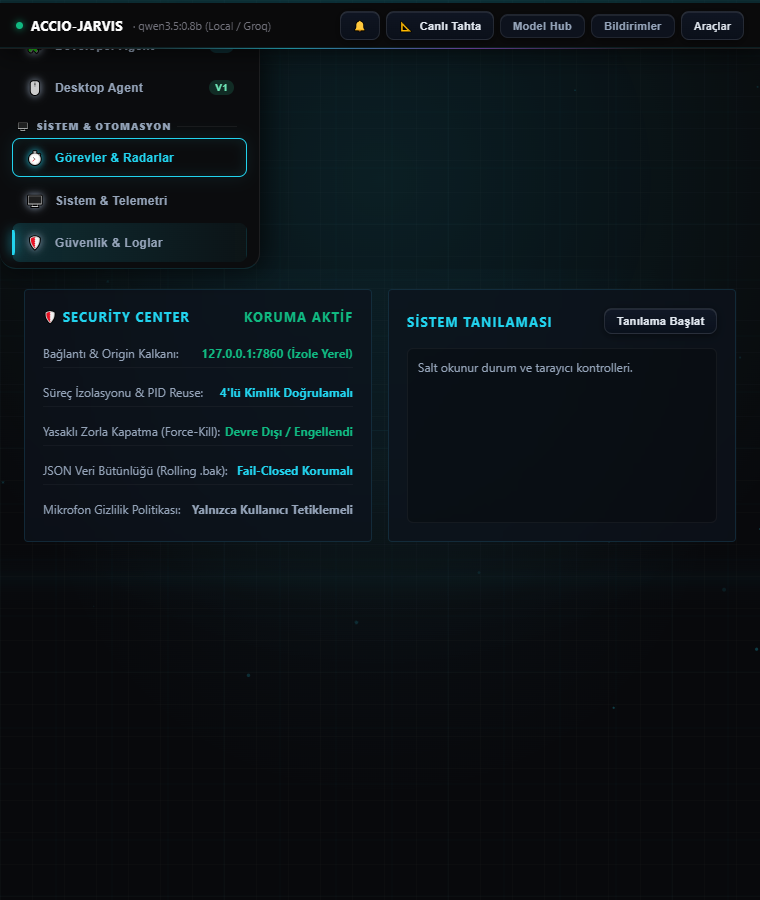 ACCIO-JARVIS · qwen3.5:0.8b (Local / Groq)
Canlı Tahta
Model Hub
Bildirimler
Araçlar
Developer Agent
Desktop Agent V1
SİSTEM & OTOMASYON
Görevler & Radarlar
Sistem & Telemetri
Güvenlik & Loglar
SECURİTY CENTER KORUMA AKTİF
Bağlantı & Origin Kalkanı: 127.0.0.1:7860 (İzole Yerel)
Süreç İzolasyonu & PID Reuse: 4'lü Kimlik Doğrulamalı
Yasaklı Zorla Kapatma (Force-Kill): Devre Dışı / Engellendi
JSON Veri Bütünlüğü (Rolling .bak): Fail-Closed Korumalı
Mikrofon Gizlilik Politikası: Yalnızca Kullanıcı Tetiklemeli
SİSTEM TANILAMASI Tanılama Başlat
Salt okunur durum ve tarayıcı kontrolleri.